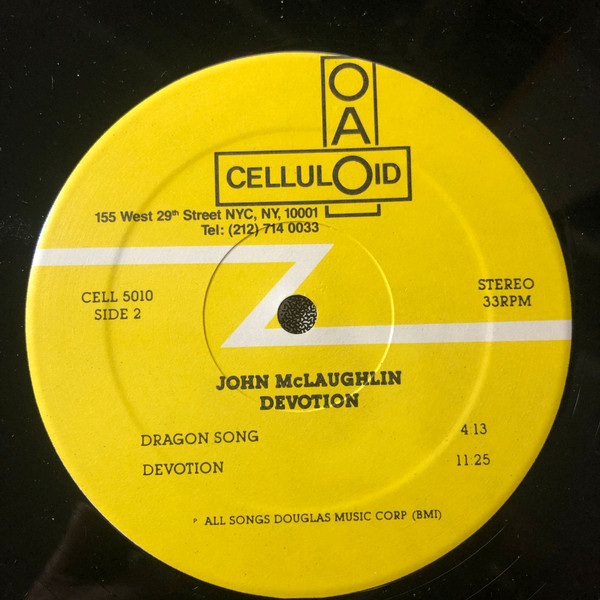 OAO
CELLULOID
155 West 29th Street NYC, NY, 10001
Tel: (212) 714 0033
CELL 5010
SIDE 2
STEREO
33RPM
JOHN McLAUGHLIN
DEVOTION
DRAGON SONG 4:13
DEVOTION 11:25
℗ ALL SONGS DOUGLAS MUSIC CORP (BMI)